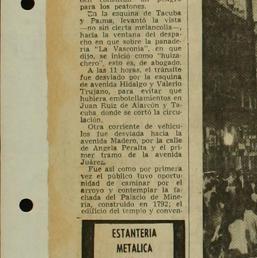 para los peatones.
En la esquina de Tacuba
y Palma, levantó la vista
—no sin cierta melancolía—,
hacia la ventana del despa-
cho en que sobre la panade-
ría "La Vasconia", en que
dijo, se inició como "huiza-
chero", esto es, de abogado.
A las 11 horas, el tránsito
fue desviado por la esquina
de avenida Hidalgo y Valerio
Trujano, para evitar que
hubiera embotellamientos en
Juan Ruiz de Alarcón y Ta-
cuba, donde se cortó la cir-
culación.
Otra corriente de vehícu-
los fue desviada hacia la
avenida Madero, por la calle
de Angela Peralta y el pri-
mer tramo de la avenida
Juárez.
Fue así como por primera
vez el público tuvo oportu-
nidad de caminar por el
arroyo y contemplar la fa-
chada del Palacio de Mine-
ría, construido en 1792; el
edificio del templo y conven-
ESTANTERIA
METALICA